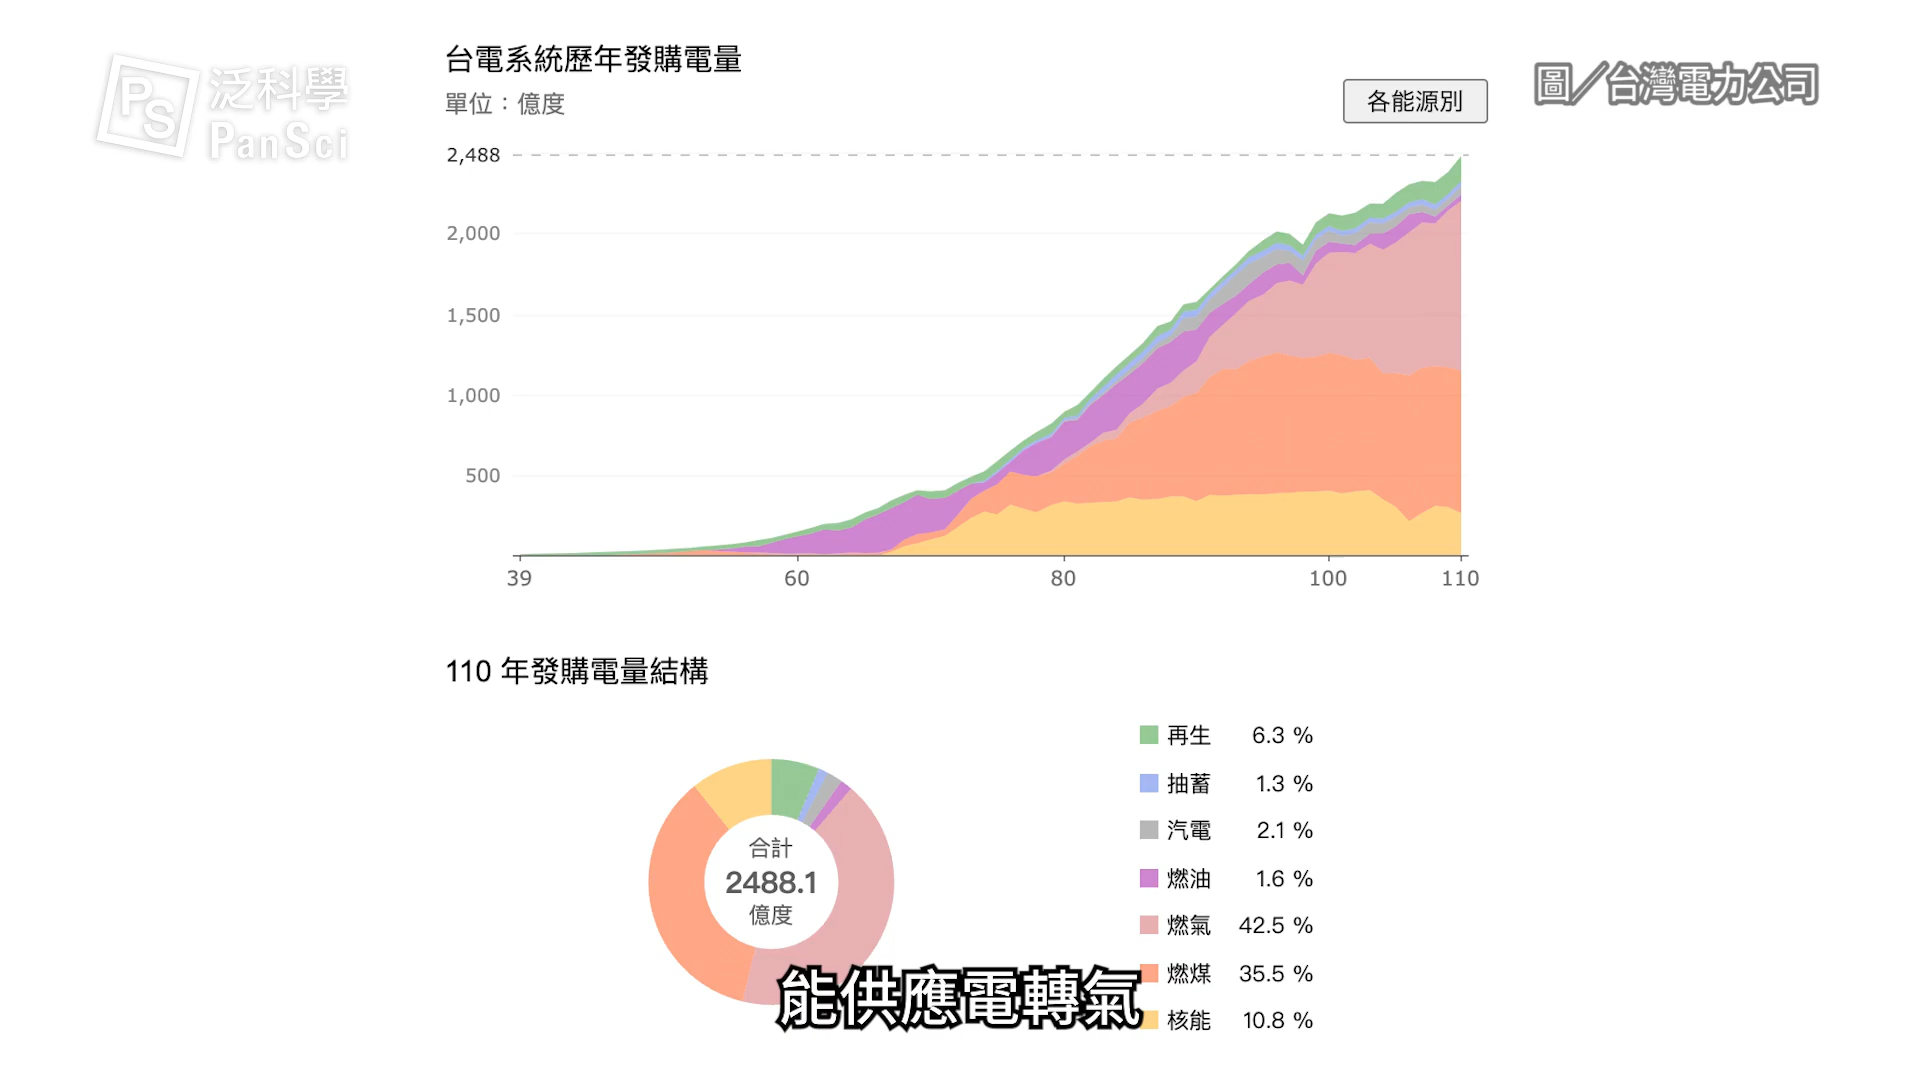 PS 泛科學
PanSci
台電系統歷年發購電量
單位：億度
各能源別
圖／台灣電力公司
2,488
2,000
1,500
1,000
500
39 60 80 100 110
110 年發購電量結構
合計
2488.1
億度
再生 6.3 %
抽蓄 1.3 %
汽電 2.1 %
燃油 1.6 %
燃氣 42.5 %
燃煤 35.5 %
核能 10.8 %
能供應電轉氣